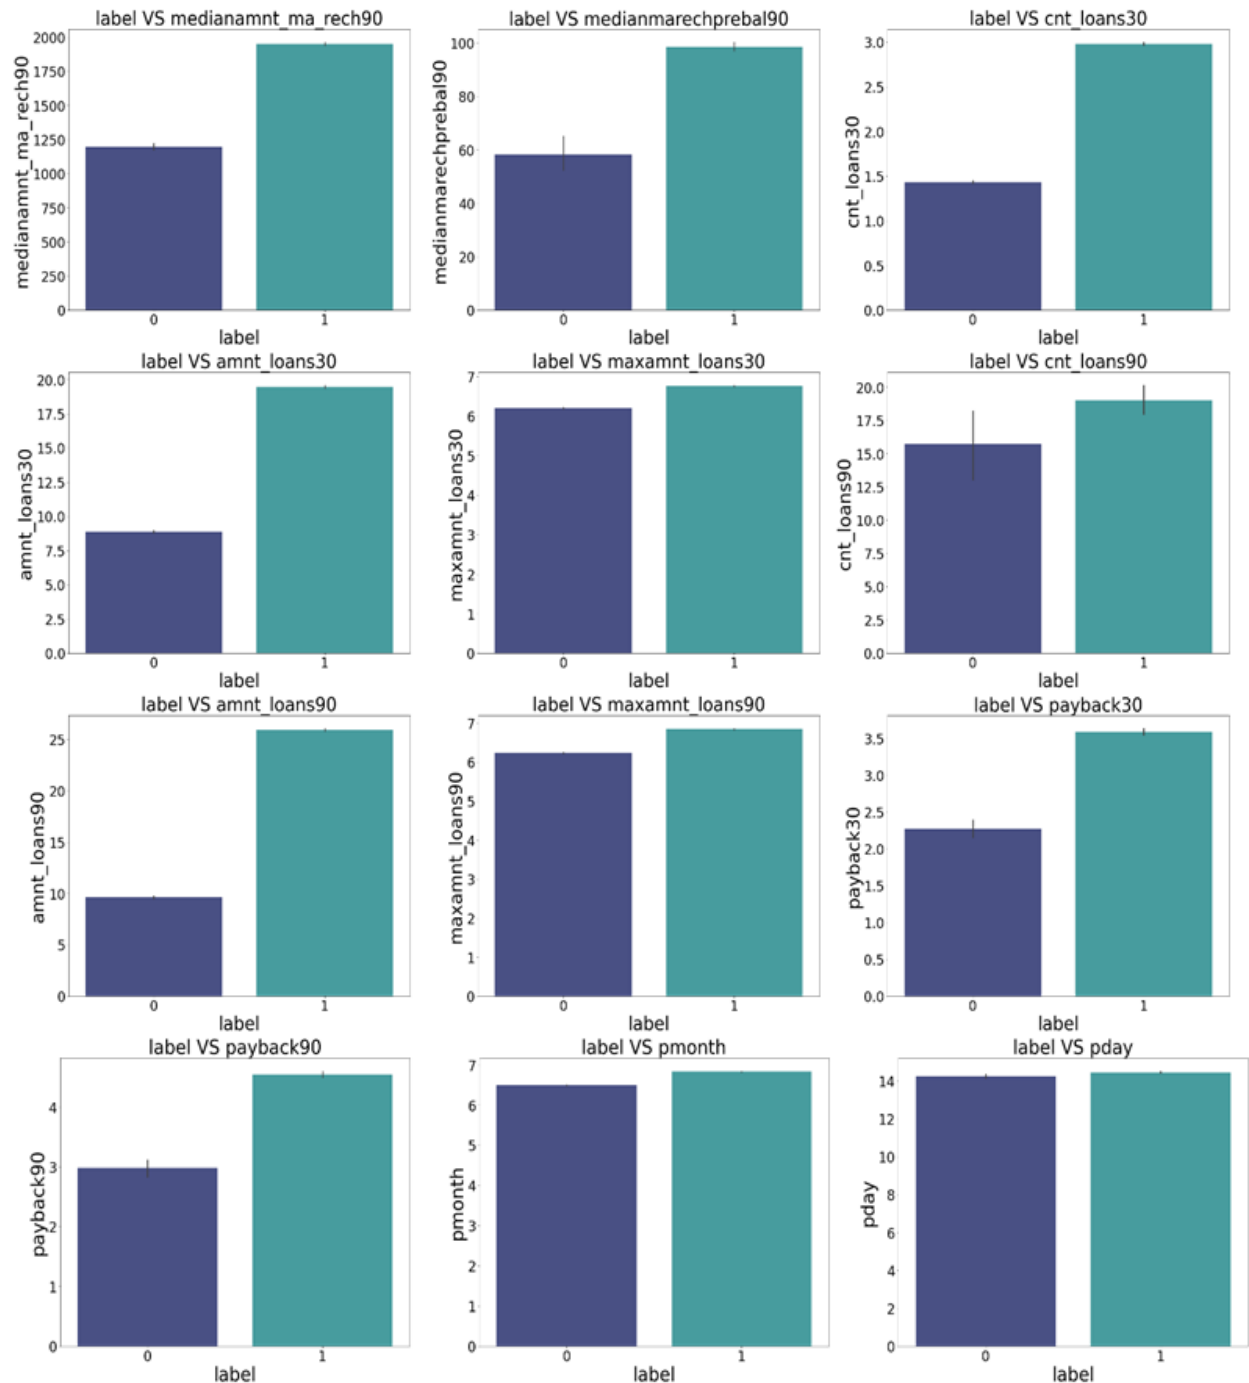 label VS medianamnt_ma_rech90
medianamnt_ma_rech90
2000
1750
1500
1250
1000
750
500
250
0
0 1
label
label VS medianmarechprebal90
medianmarechprebal90
100
80
60
40
20
0
0 1
label
label VS cnt_loans30
cnt_loans30
3.0
2.5
2.0
1.5
1.0
0.5
0.0
0 1
label
label VS amnt_loans30
amnt_loans30
20.0
17.5
15.0
12.5
10.0
7.5
5.0
2.5
0.0
0 1
label
label VS maxamnt_loans30
maxamnt_loans30
7
6
5
4
3
2
1
0
0 1
label
label VS cnt_loans90
cnt_loans90
20.0
17.5
15.0
12.5
10.0
7.5
5.0
2.5
0.0
0 1
label
label VS amnt_loans90
amnt_loans90
25
20
15
10
5
0
0 1
label
label VS maxamnt_loans90
maxamnt_loans90
7
6
5
4
3
2
1
0
0 1
label
label VS payback30
payback30
3.5
3.0
2.5
2.0
1.5
1.0
0.5
0.0
0 1
label
label VS payback90
payback90
4
3
2
1
0
0 1
label
label VS pmonth
pmonth
7
6
5
4
3
2
1
0
0 1
label
label VS pday
pday
14
12
10
8
6
4
2
0
0 1
label